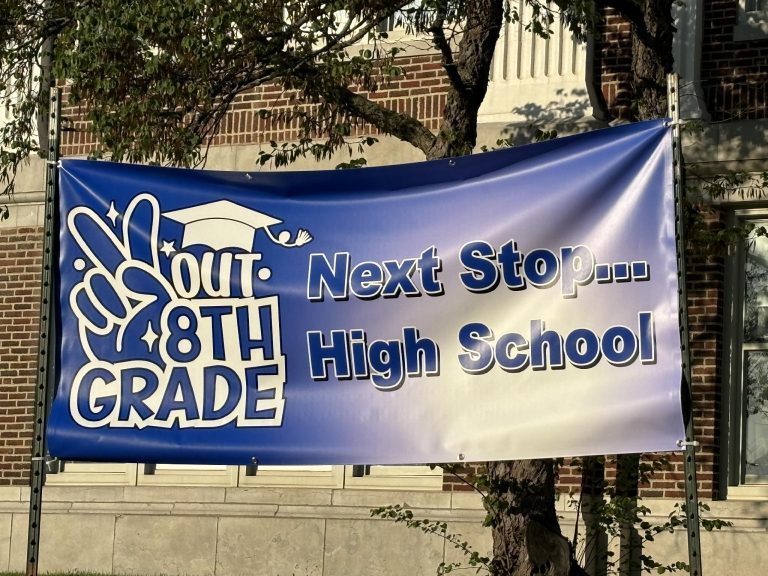 OUT
8TH
GRADE
Next Stop...
High School